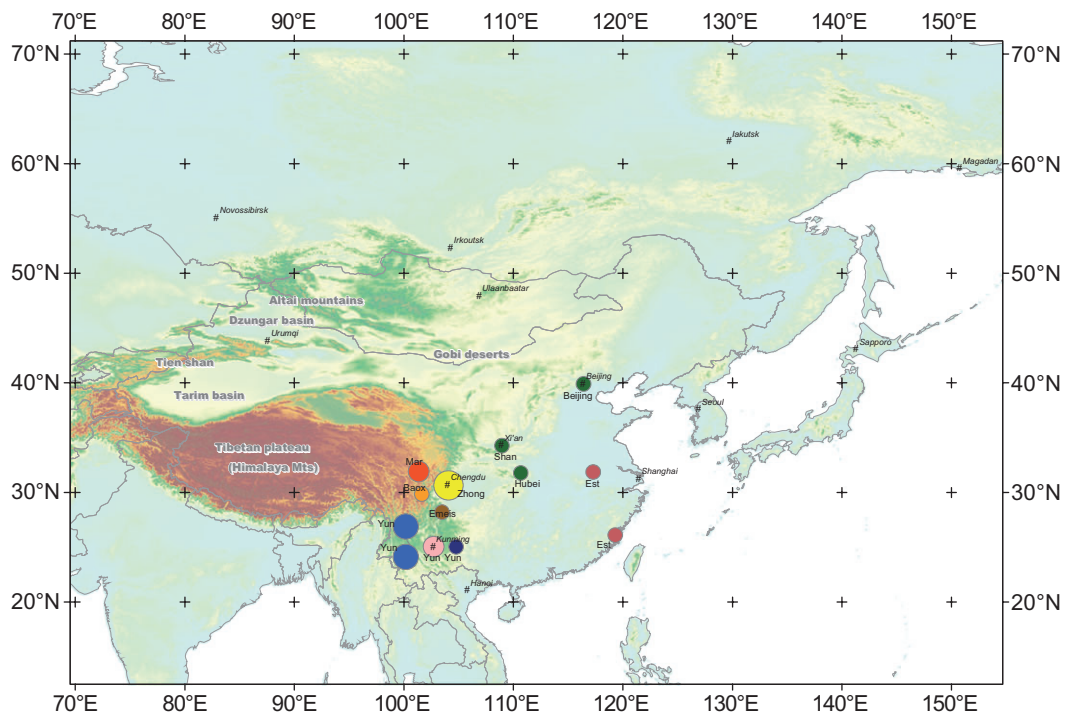 70°E 80°E 90°E 100°E 110°E 120°E 130°E 140°E 150°E
70°N 70°N
Iakutsk
#
Magadan
60°N # 60°N
Novossibirsk
#
Irkoutsk
#
50°N 50°N
Ulaanbaatar
#
Altai mountains
Dzungar basin
Urumqi
#
Sapporo
#
Gobi deserts
Tien shan
Beijing
40°N # 40°N
Beijing
Tarim basin
Seoul
#
Xi'an
#
Tibetan plateau
Shan
Mar
(Himalaya Mts)
Chengdu
#
Shanghai
#
Baox
Hubei
Est
30°N Zhong 30°N
Emeis
Yun
Kunming
#
Yun
Est
Yun Yun
Hanoi
#
20°N 20°N
70°E 80°E 90°E 100°E 110°E 120°E 130°E 140°E 150°E